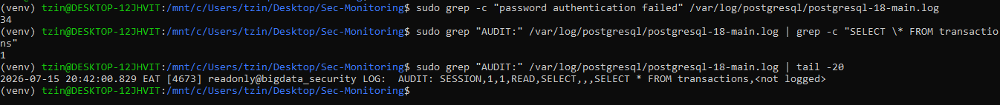 (venv) tzin@DESKTOP-12JHVIT:/mnt/c/Users/tzin/Desktop/Sec-Monitoring$ sudo grep -c "password authentication failed" /var/log/postgresql/postgresql-18-main.log
34
(venv) tzin@DESKTOP-12JHVIT:/mnt/c/Users/tzin/Desktop/Sec-Monitoring$ sudo grep "AUDIT:" /var/log/postgresql/postgresql-18-main.log | grep -c "SELECT \* FROM transactio
ns"
1
(venv) tzin@DESKTOP-12JHVIT:/mnt/c/Users/tzin/Desktop/Sec-Monitoring$ sudo grep "AUDIT:" /var/log/postgresql/postgresql-18-main.log | tail -20
2026-07-15 20:42:00.829 EAT [4673] readonly@bigdata_security LOG:  AUDIT: SESSION,1,1,READ,SELECT,,,SELECT * FROM transactions,<not logged>
(venv) tzin@DESKTOP-12JHVIT:/mnt/c/Users/tzin/Desktop/Sec-Monitoring$